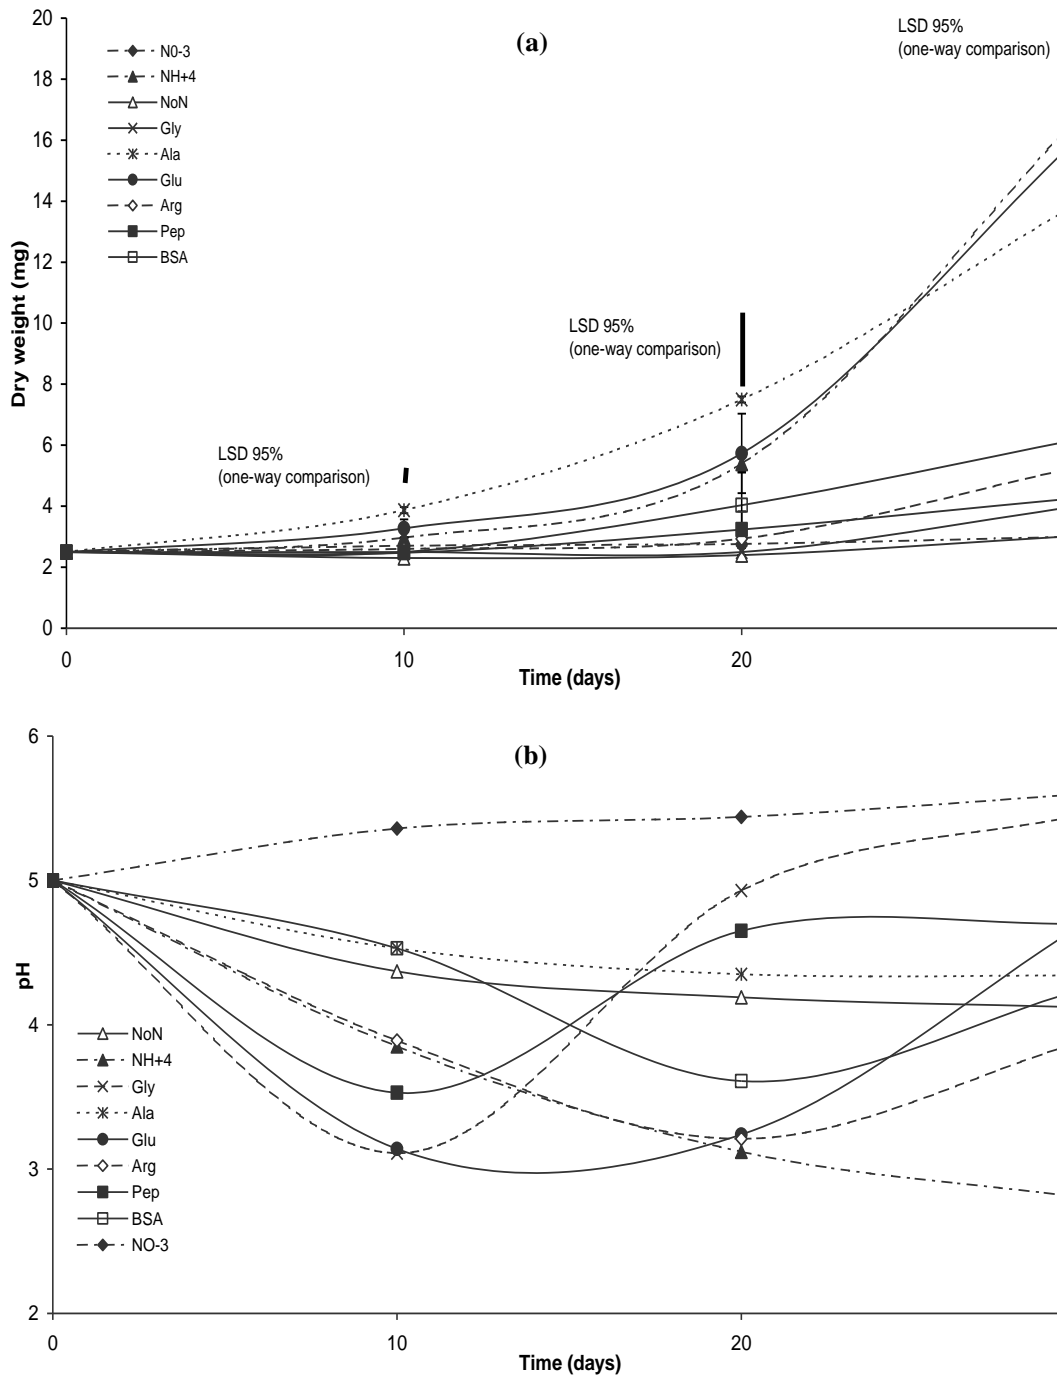 20
(a)
LSD 95%
(one-way comparison)
18
N0-3
NH+4
NoN
Gly
Ala
Glu
Arg
Pep
BSA
16
14
12
10
8
6
4
2
0
Dry weight (mg)
LSD 95%
(one-way comparison)
LSD 95%
(one-way comparison)
0
10
20
Time (days)
6
(b)
5
4
3
2
pH
NoN
NH+4
Gly
Ala
Glu
Arg
Pep
BSA
NO-3
0
10
20
Time (days)